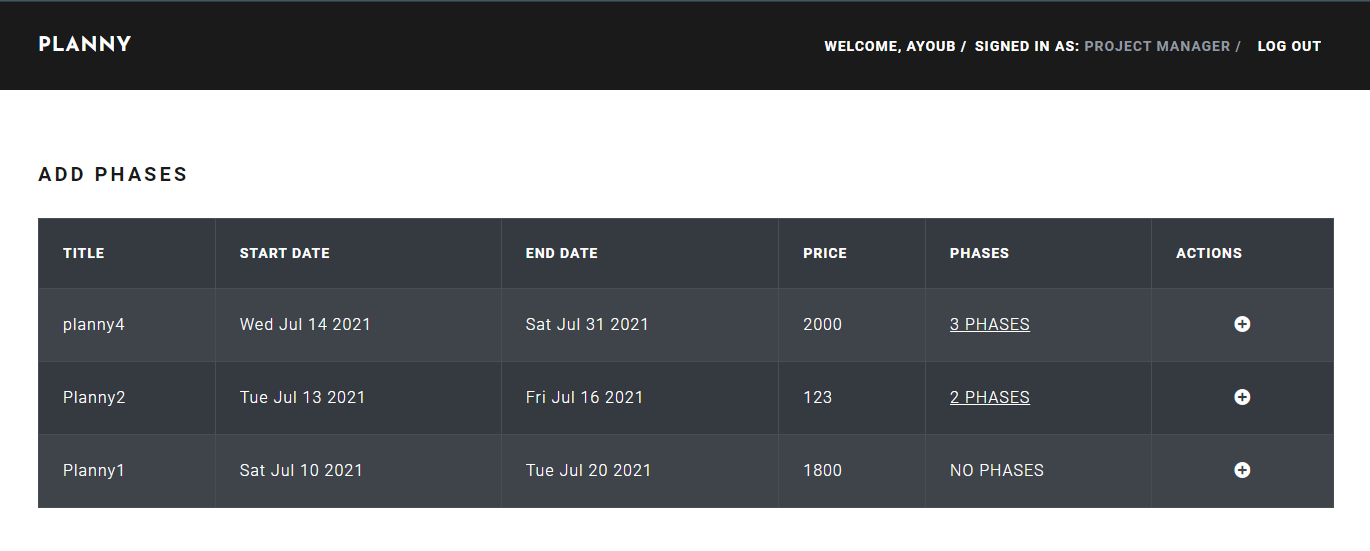 PLANNY
WELCOME, AYOUB / SIGNED IN AS: PROJECT MANAGER / LOG OUT
ADD PHASES
TITLE START DATE END DATE PRICE PHASES ACTIONS
planny4 Wed Jul 14 2021 Sat Jul 31 2021 2000 3 PHASES
Planny2 Tue Jul 13 2021 Fri Jul 16 2021 123 2 PHASES
Planny1 Sat Jul 10 2021 Tue Jul 20 2021 1800 NO PHASES